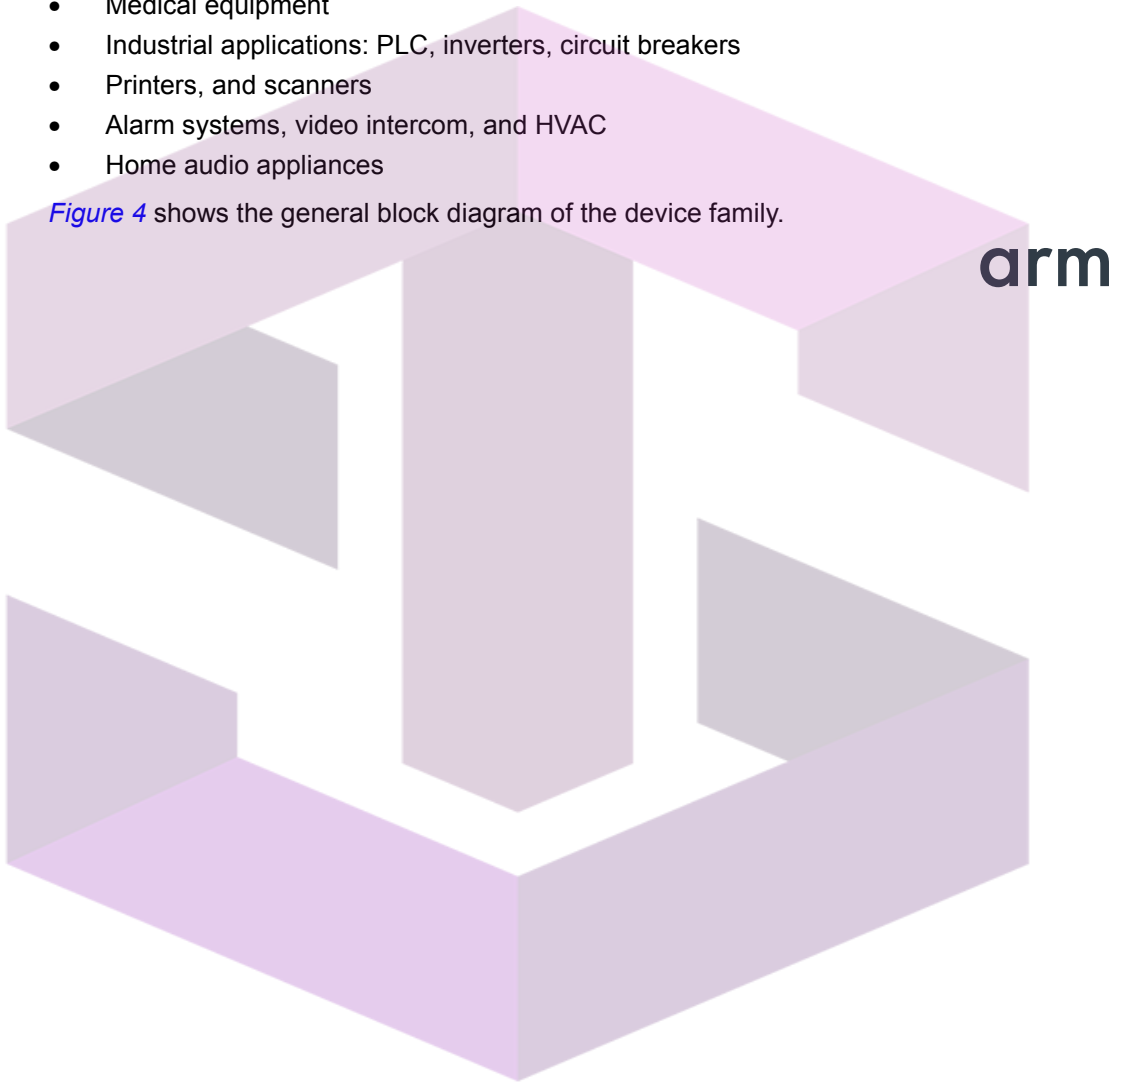 • Medical equipment
• Industrial applications: PLC, inverters, circuit breakers
• Printers, and scanners
• Alarm systems, video intercom, and HVAC
• Home audio appliances
Figure 4 shows the general block diagram of the device family.
arm